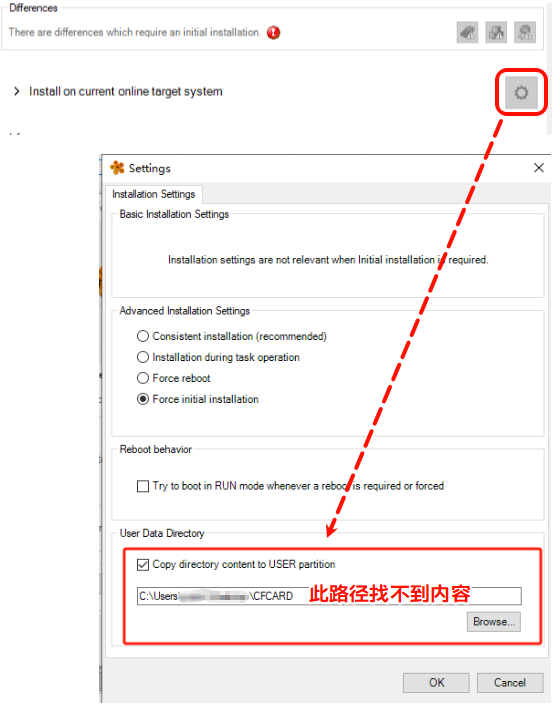 Differences
There are differences which require an initial installation.
Install on current online target system
Settings
Installation Settings
Basic Installation Settings
Installation settings are not relevant when Initial installation is required.
Advanced Installation Settings
Consistent installation (recommended)
Installation during task operation
Force reboot
Force initial installation
Reboot behavior
Try to boot in RUN mode whenever a reboot is required or forced
User Data Directory
Copy directory content to USER partition
C:\Users \CFCARD 此路径找不到内容
Browse...
OK Cancel